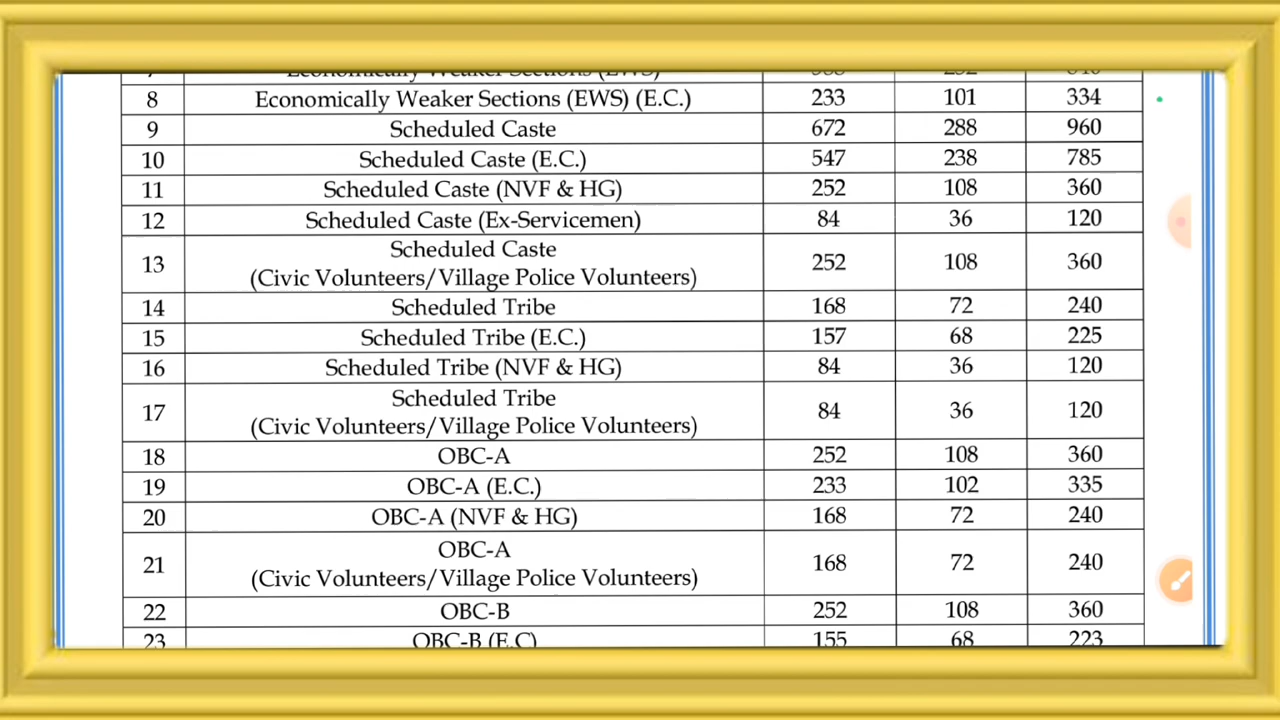 Economically Weaker Sections (EWS)
8 Economically Weaker Sections (EWS) (E.C.) 233 101 334
9 Scheduled Caste 672 288 960
10 Scheduled Caste (E.C.) 547 238 785
11 Scheduled Caste (NVF & HG) 252 108 360
12 Scheduled Caste (Ex-Servicemen) 84 36 120
13 Scheduled Caste
(Civic Volunteers/Village Police Volunteers) 252 108 360
14 Scheduled Tribe 168 72 240
15 Scheduled Tribe (E.C.) 157 68 225
16 Scheduled Tribe (NVF & HG) 84 36 120
17 Scheduled Tribe
(Civic Volunteers/Village Police Volunteers) 84 36 120
18 OBC-A 252 108 360
19 OBC-A (E.C.) 233 102 335
20 OBC-A (NVF & HG) 168 72 240
21 OBC-A
(Civic Volunteers/Village Police Volunteers) 168 72 240
22 OBC-B 252 108 360
23 OBC-B (E.C) 155 68 223